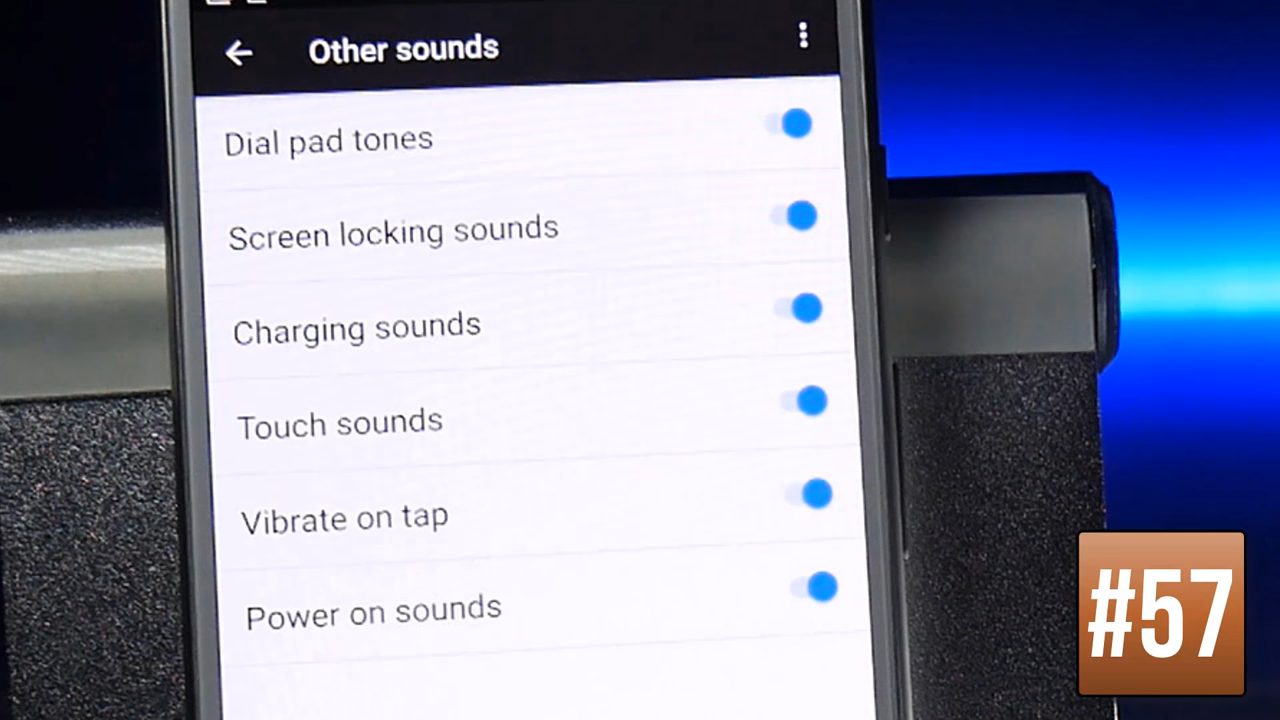 Other sounds
Dial pad tones
Screen locking sounds
Charging sounds
Touch sounds
Vibrate on tap
Power on sounds
#57